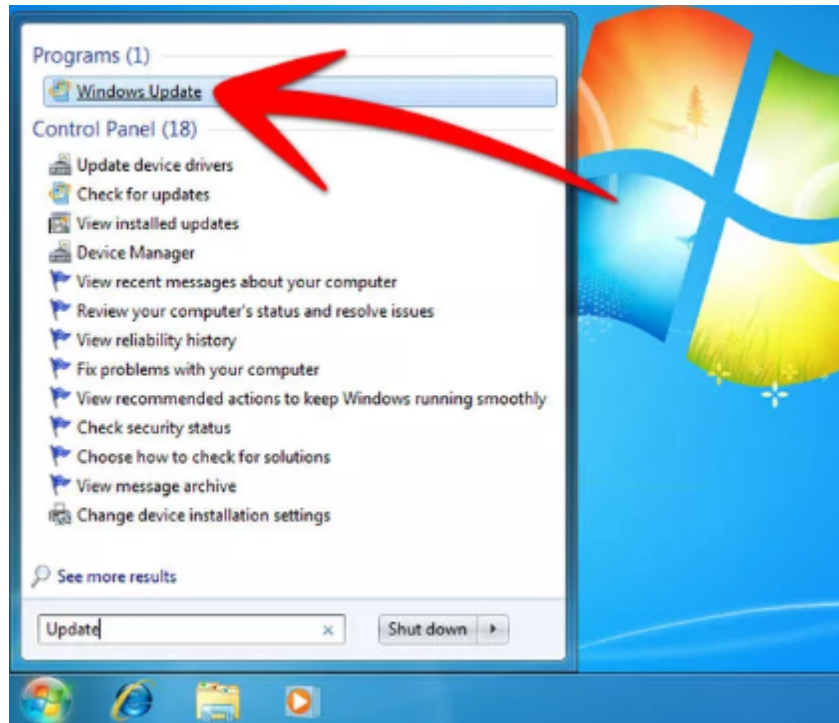 Programs (1)
Windows Update
Control Panel (18)
Update device drivers
Check for updates
View installed updates
Device Manager
View recent messages about your computer
Review your computer's status and resolve issues
View reliability history
Fix problems with your computer
View recommended actions to keep Windows running smoothly
Check security status
Choose how to check for solutions
View message archive
Change device installation settings
See more results
Update
Shut down